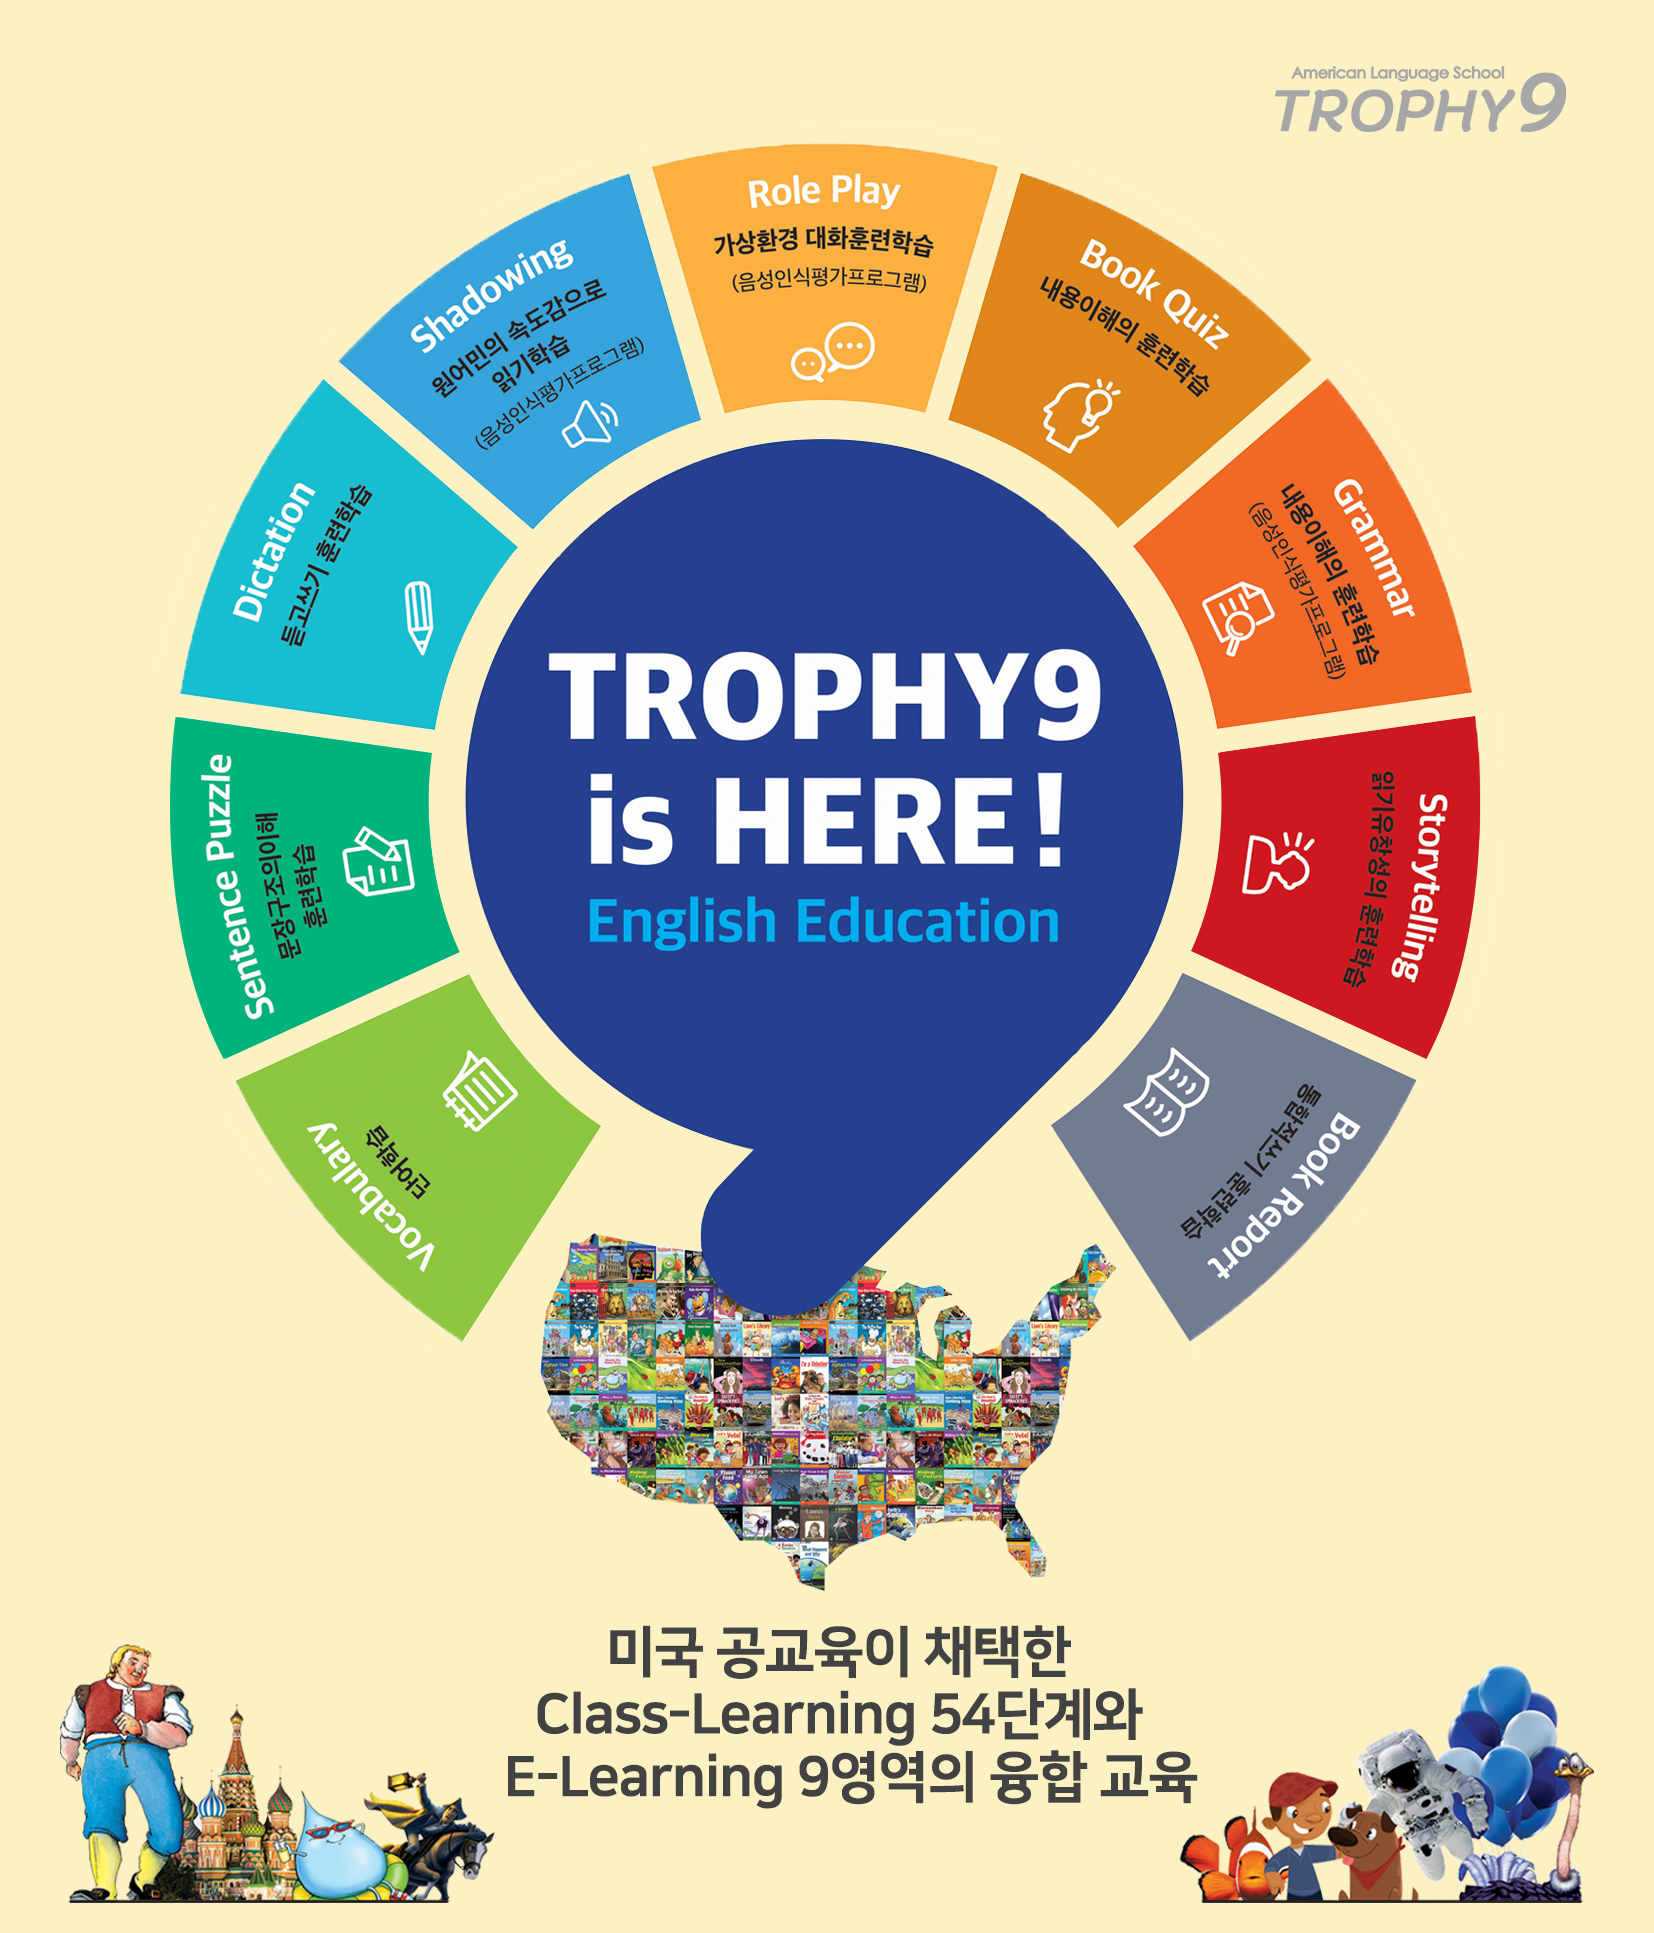 American Language School
TROPHY9
Role Play
가상환경 대화훈련학습
(음성인식평가프로그램)
Book Quiz
내용이해의 훈련학습
Grammar
내용이해의 훈련학습
(음성인식평가프로그램)
Storytelling
읽기유창성의 훈련학습
Book Report
통합적쓰기 훈련학습
Shadowing
원어민의 속도감으로
읽기학습
(음성인식평가프로그램)
Dictation
듣고쓰기 훈련학습
Sentence Puzzle
문장구조의이해
훈련학습
Vocabulary
단어학습
TROPHY9
is HERE!
English Education
미국 공교육이 채택한
Class-Learning 54단계와
E-Learning 9영역의 융합 교육